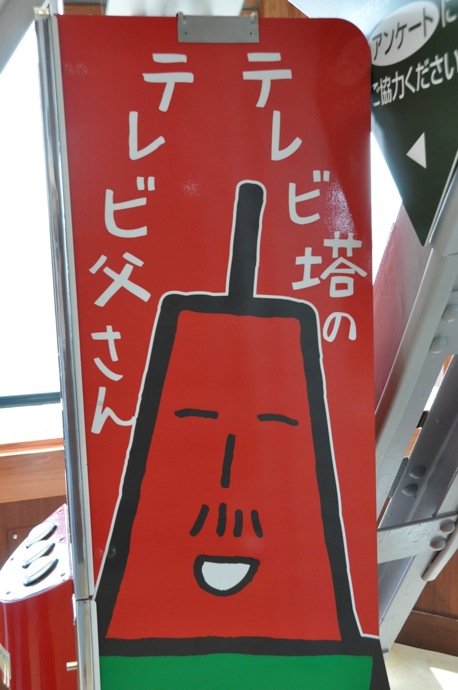 テレビ塔の
テレビ父さん
アンケートに
ご協力ください